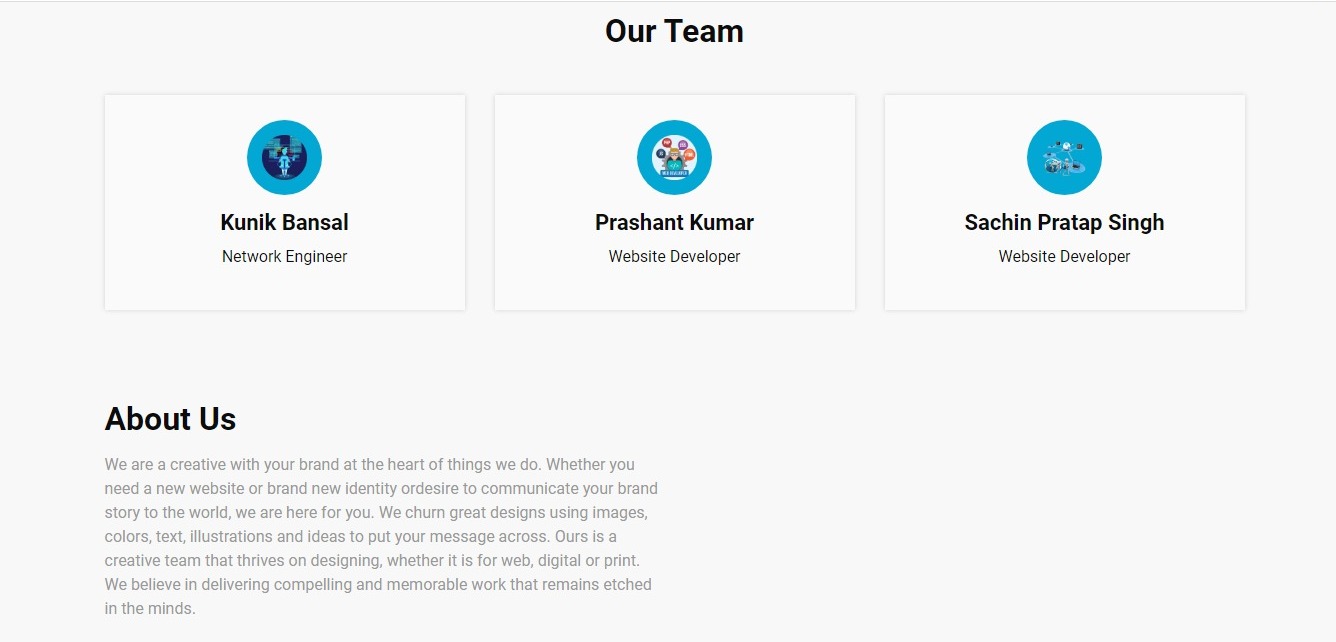 Our Team
Kunik Bansal
Network Engineer
Prashant Kumar
Website Developer
Sachin Pratap Singh
Website Developer
About Us
We are a creative with your brand at the heart of things we do. Whether you
need a new website or brand new identity ordesire to communicate your brand
story to the world, we are here for you. We churn great designs using images,
colors, text, illustrations and ideas to put your message across. Ours is a
creative team that thrives on designing, whether it is for web, digital or print.
We believe in delivering compelling and memorable work that remains etched
in the minds.